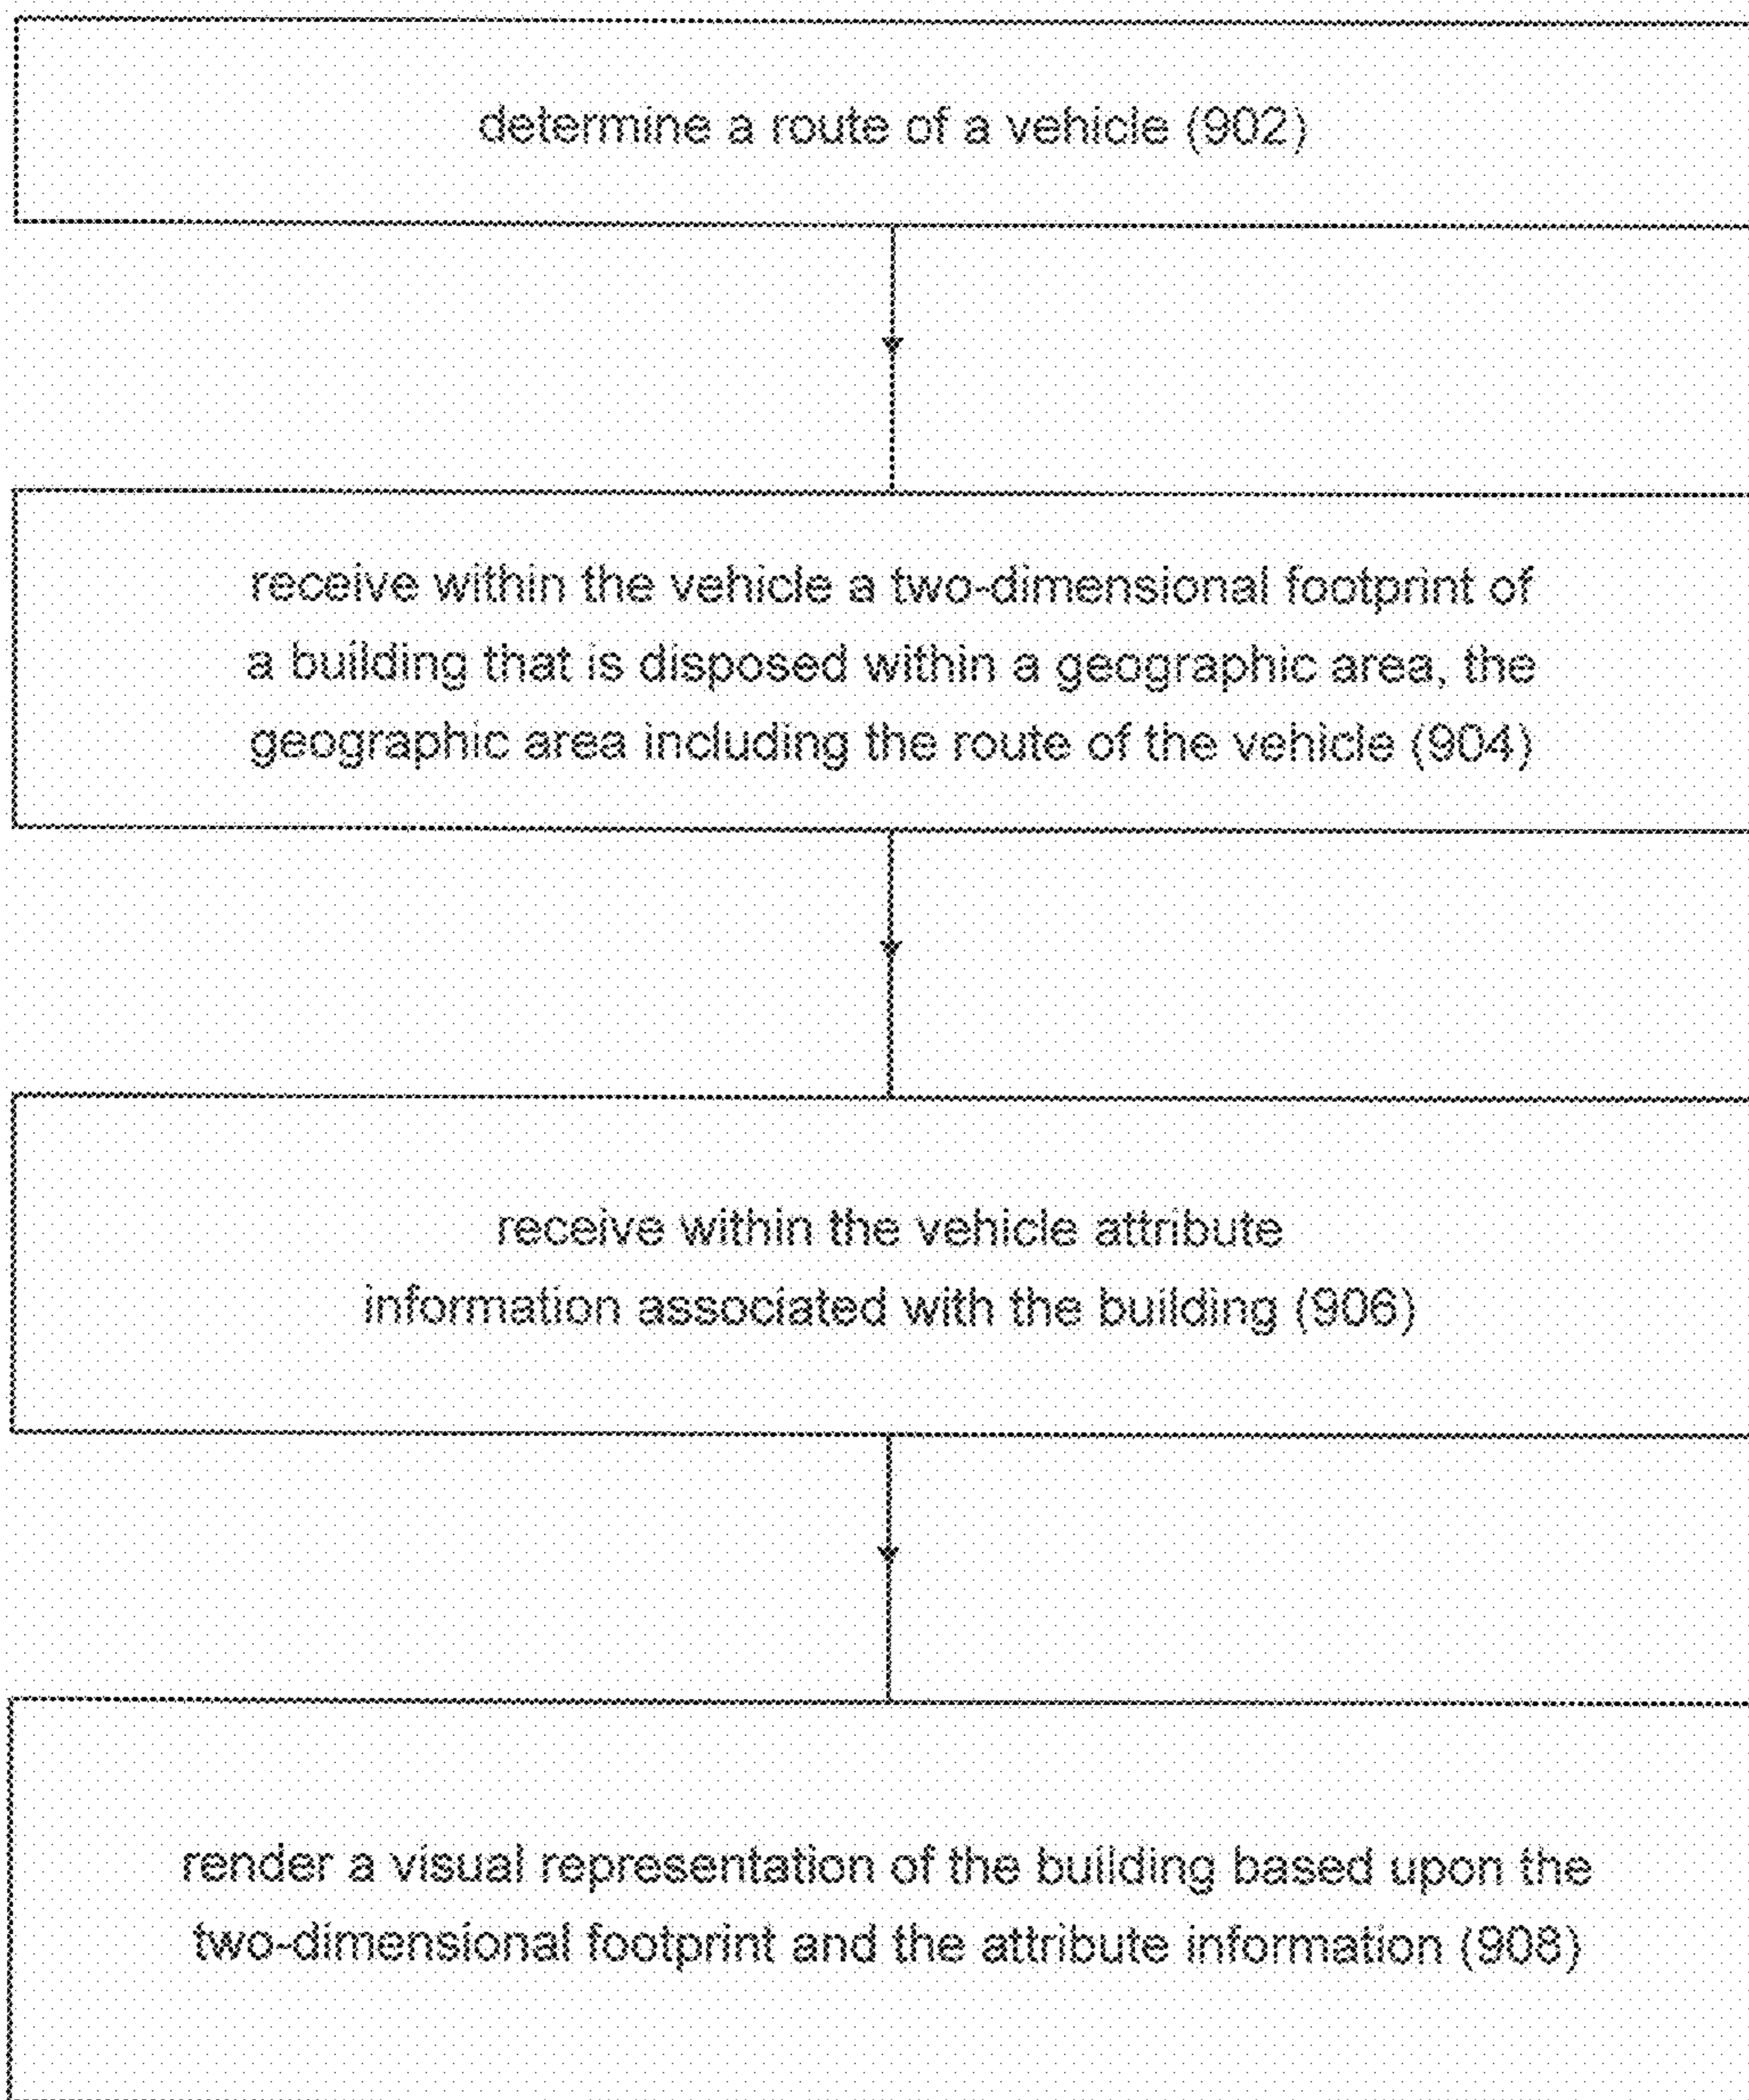 determine a route of a vehicle (902)
receive within the vehicle a two-dimensional footprint of
a building that is disposed within a geographic area, the
geographic area including the route of the vehicle (904)
receive within the vehicle attribute
information associated with the building (906)
render a visual representation of the building based upon the
two-dimensional footprint and the attribute information (908)